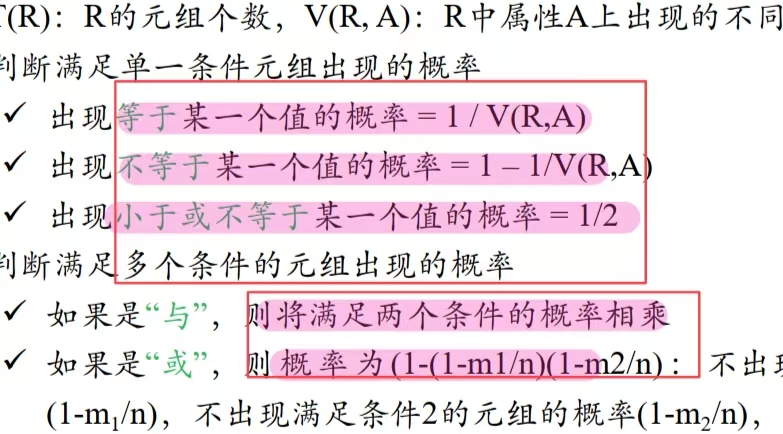 T(R): R的元组个数，V(R, A): R中属性A上出现的不同
判断满足单一条件元组出现的概率
✓ 出现等于某一个值的概率 = 1 / V(R,A)
✓ 出现不等于某一个值的概率 = 1 – 1/V(R,A)
✓ 出现小于或不等于某一个值的概率 = 1/2
判断满足多个条件的元组出现的概率
✓ 如果是“与”，则将满足两个条件的概率相乘
✓ 如果是“或”，则概率为(1-(1-m1/n)(1-m2/n)：不出现
(1-m₁/n)，不出现满足条件2的元组的概率(1-m₂/n)，